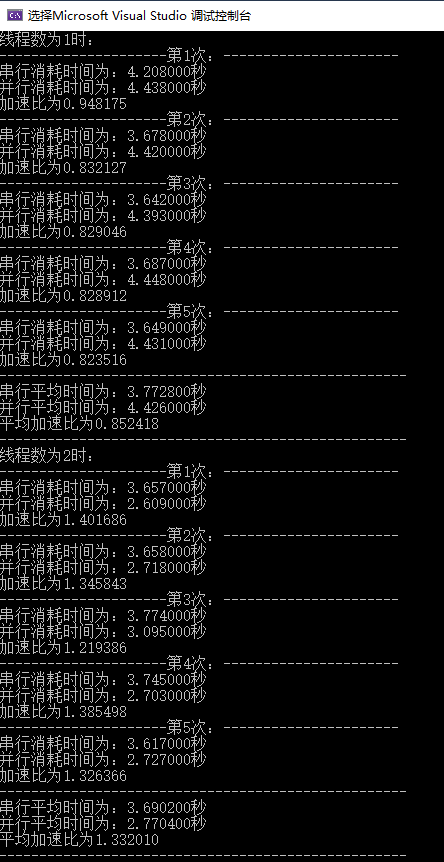 选择Microsoft Visual Studio 调试控制台
线程数为1时：
---------------------第1次：----------------------
串行消耗时间为：4.208000秒
并行消耗时间为：4.438000秒
加速比为0.948175
---------------------第2次：----------------------
串行消耗时间为：3.678000秒
并行消耗时间为：4.420000秒
加速比为0.832127
---------------------第3次：----------------------
串行消耗时间为：3.642000秒
并行消耗时间为：4.393000秒
加速比为0.829046
---------------------第4次：----------------------
串行消耗时间为：3.687000秒
并行消耗时间为：4.448000秒
加速比为0.828912
---------------------第5次：----------------------
串行消耗时间为：3.649000秒
并行消耗时间为：4.431000秒
加速比为0.823516
---------------------------------------------------
串行平均时间为：3.772800秒
并行平均时间为：4.426000秒
平均加速比为0.852418
---------------------------------------------------
线程数为2时：
---------------------第1次：----------------------
串行消耗时间为：3.657000秒
并行消耗时间为：2.609000秒
加速比为1.401686
---------------------第2次：----------------------
串行消耗时间为：3.658000秒
并行消耗时间为：2.718000秒
加速比为1.345843
---------------------第3次：----------------------
串行消耗时间为：3.774000秒
并行消耗时间为：3.095000秒
加速比为1.219386
---------------------第4次：----------------------
串行消耗时间为：3.745000秒
并行消耗时间为：2.703000秒
加速比为1.385498
---------------------第5次：----------------------
串行消耗时间为：3.617000秒
并行消耗时间为：2.727000秒
加速比为1.326366
---------------------------------------------------
串行平均时间为：3.690200秒
并行平均时间为：2.770400秒
平均加速比为1.332010
---------------------------------------------------